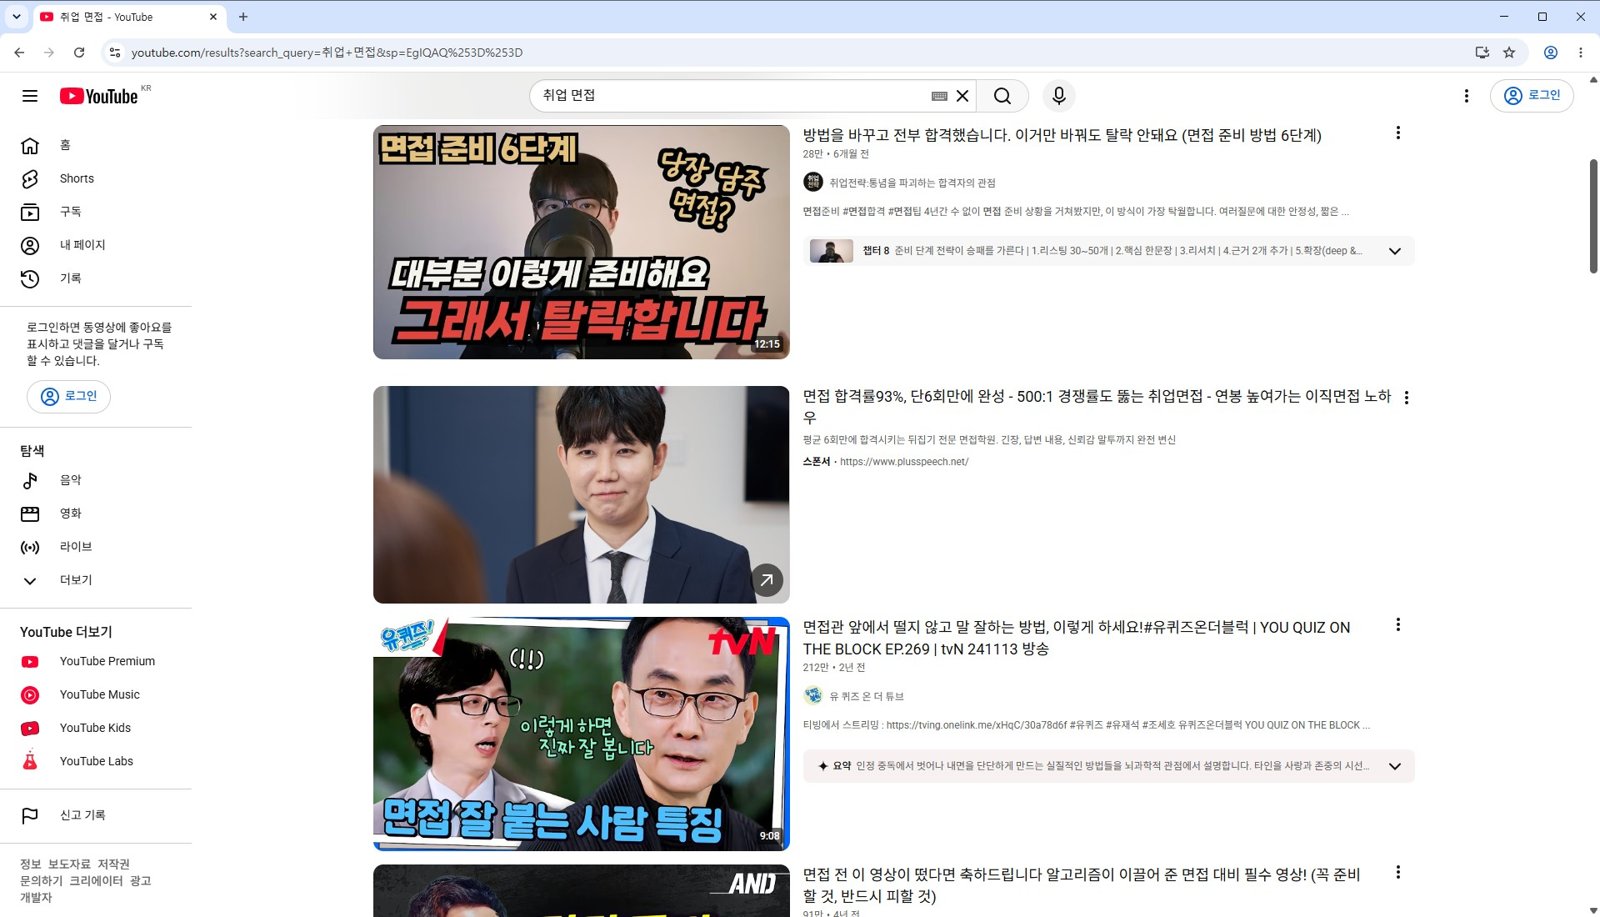 취업 면접 - YouTube
youtube.com/results?search_query=취업+면접&sp=EgIQAQ%253D%253D
YouTube KR
취업 면접
로그인
홈
Shorts
구독
내 페이지
기록
로그인하면 동영상에 좋아요를
표시하고 댓글을 달거나 구독
할 수 있습니다.
로그인
탐색
음악
영화
라이브
더보기
YouTube 더보기
YouTube Premium
YouTube Music
YouTube Kids
YouTube Labs
신고 기록
정보 보도자료 저작권
문의하기 크리에이터 광고
개발자
면접 준비 6단계
당장 담주
면접?
대부분 이렇게 준비해요
그래서 탈락합니다
12:15
방법을 바꾸고 전부 합격했습니다. 이거만 바꿔도 탈락 안돼요 (면접 준비 방법 6단계)
28만 • 6개월 전
취업 전략
취업전략:통념을 파괴하는 합격자의 관점
면접준비 #면접합격 #면접팁 4년간 수 없이 면접 준비 상황을 거쳐봤지만, 이 방식이 가장 탁월합니다. 여러질문에 대한 안정성, 짧은 ...
챕터 8 준비 단계 전략이 승패를 가른다 | 1.리스팅 30~50개 | 2.핵심 한문장 | 3.리서치 | 4.근거 2개 추가 | 5.확장(deep &...
면접 합격률93%, 단6회만에 완성 - 500:1 경쟁률도 뚫는 취업면접 - 연봉 높여가는 이직면접 노하
우
평균 6회만에 합격시키는 뒤집기 전문 면접학원. 긴장, 답변 내용, 신뢰감 말투까지 완전 변신
스폰서 • https://www.plusspeech.net/
유퀴즈!
tvN
(!!)
이렇게 하면
진짜 잘 봅니다
면접 잘 붙는 사람 특징
9:08
면접관 앞에서 떨지 않고 말 잘하는 방법, 이렇게 하세요!#유퀴즈온더블럭 | YOU QUIZ ON
THE BLOCK EP.269 | tvN 241113 방송
212만 • 2년 전
유 퀴즈 온 더 튜브
티빙에서 스트리밍 : https://tving.onelink.me/xHqC/30a78d6f #유퀴즈 #유재석 #조세호 유퀴즈온더블럭 YOU QUIZ ON THE BLOCK ...
요약 인정 중독에서 벗어나 내면을 단단하게 만드는 실질적인 방법들을 뇌과학적 관점에서 설명합니다. 타인을 사랑과 존중의 시선...
AND
면접 전 이 영상이 떴다면 축하드립니다 알고리즘이 이끌어 준 면접 대비 필수 영상! (꼭 준비
할 것, 반드시 피할 것)
91만 • 4년 전